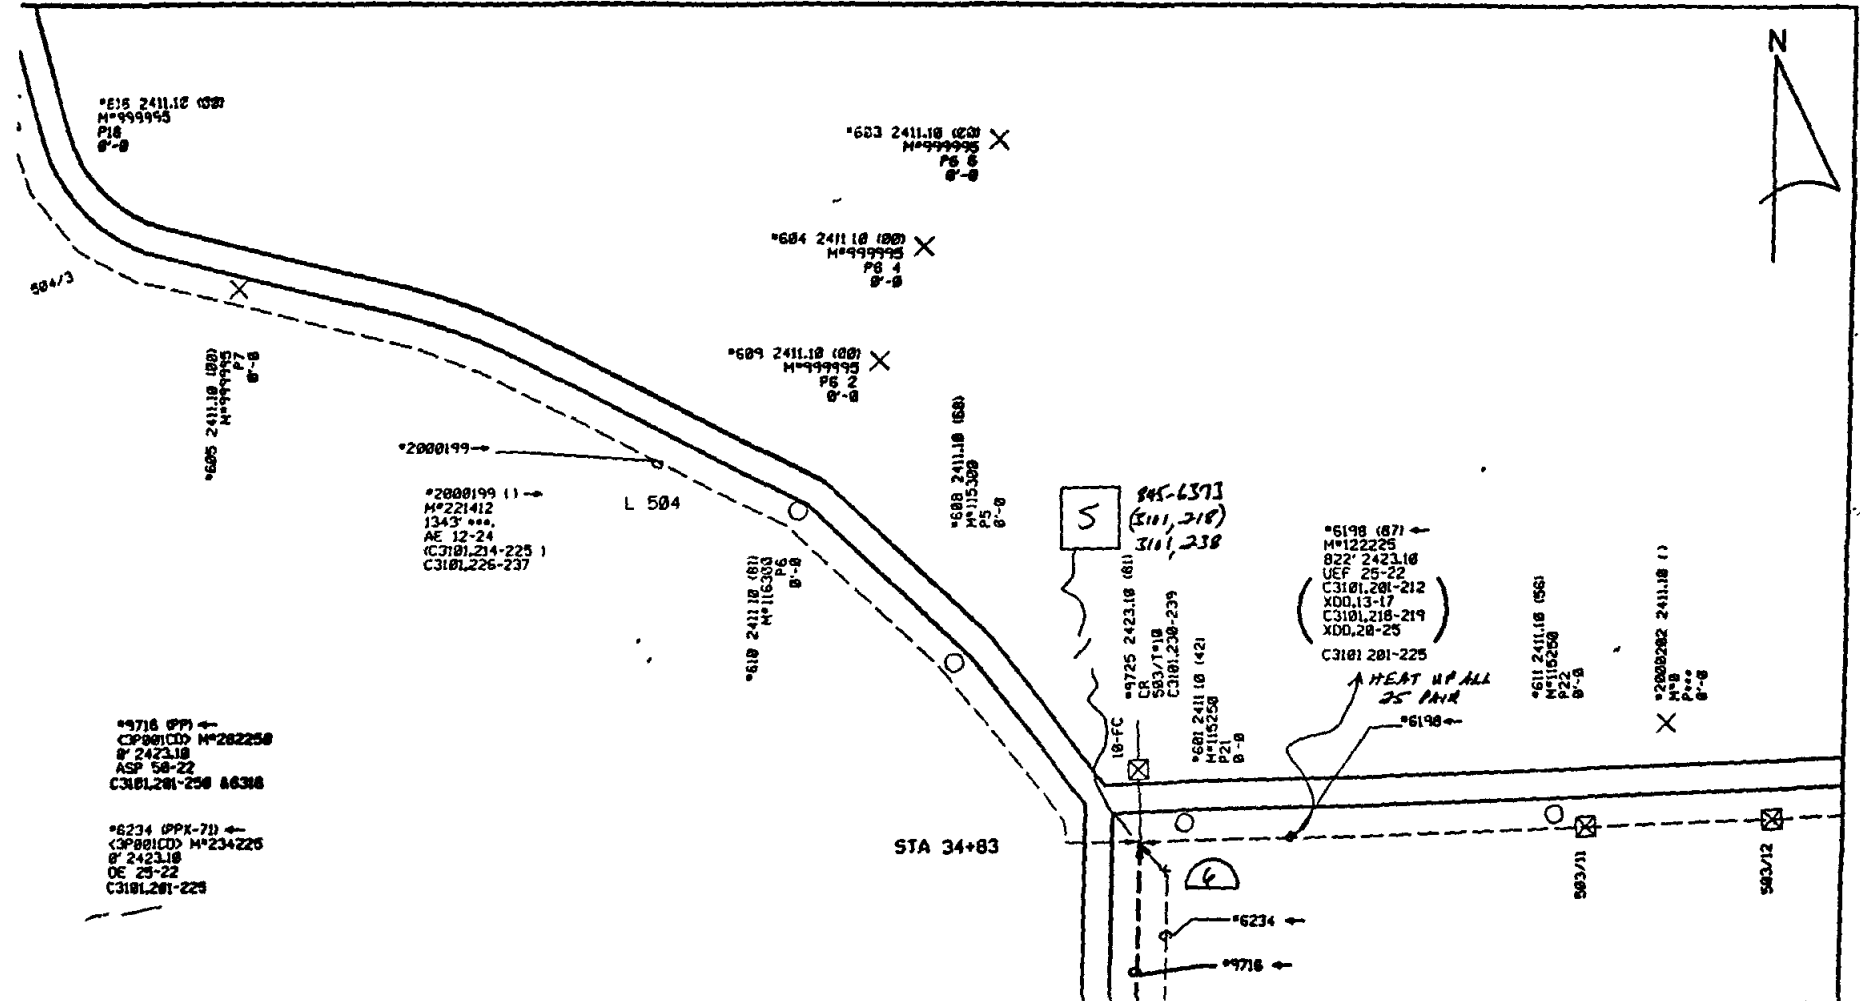 N
*E15 2411.10 (00)
M*999995
P18
0'-0
*603 2411.10 (00)
M*999995
P6 6
0'-0
*604 2411 10 (00)
M*999995
P6 4
0'-0
504/3
*609 2411.10 (00)
M*999995
P6 2
0'-0
*605 2411.10 (00)
M*999995
P7
0'-0
*2000199→
*2000199 ( ) →
M*221412
1343' ***,
AE 12-24
(C3101,214-225 )
C3101,226-237
L 504
*608 2411.10 (60)
M*115300
P5
0'-0
*610 2411 10 (81)
M*116300
P6
0'-0
5
845-6373
(3101, 218)
3101, 238
*9725 2423.10 (81)
CR
503/T*10
C3101,230-239
*601 2411 10 (42)
M*115250
P21
0'-0
10-FC
*6198 (87) ←
M*122225
822' 2423.10
UEF 25-22
C3101,201-212
XDD,13-17
C3101,218-219
XDD,20-25
C3101 201-225
HEAT UP ALL
25 PAIR
*6198←
*611 2411.10 (56)
M*115250
P22
0'-0
*2000202 2411.10 ( )
M*0
P***
0'-0
*9716 (PP) ←
<3P001CD> M*202250
0' 2423.10
ASP 50-22
C3101,201-250 &6316
*6234 (PPX-71) ←
<3P001CD> M*234226
0' 2423.10
DE 25-22
C3101,201-225
STA 34+83
6
503/11
503/12
*6234 ←
*9716 ←